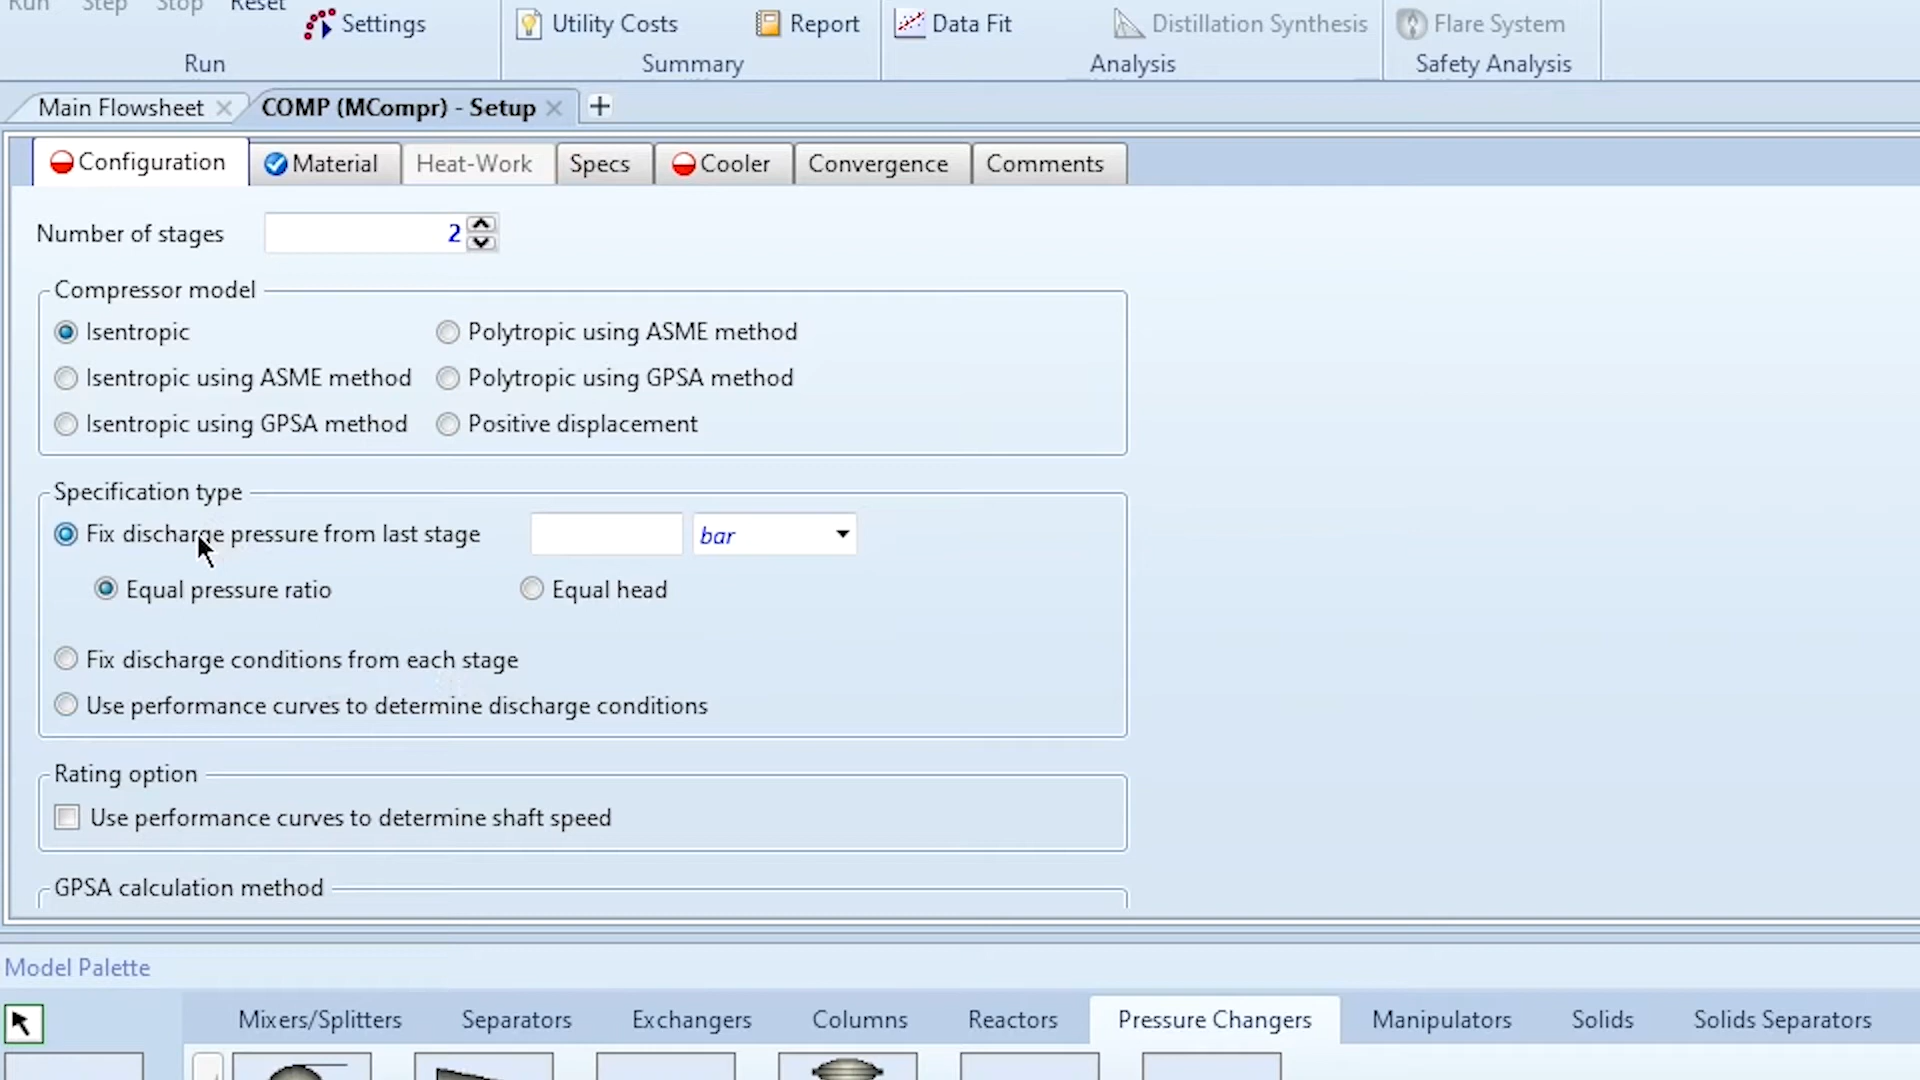 Run Step Stop Reset
Settings Utility Costs Report Data Fit Distillation Synthesis Flare System
Run Summary Analysis Safety Analysis
Main Flowsheet COMP (MCompr) - Setup
Configuration Material Heat-Work Specs Cooler Convergence Comments
Number of stages 2
Compressor model
Isentropic Polytropic using ASME method
Isentropic using ASME method Polytropic using GPSA method
Isentropic using GPSA method Positive displacement
Specification type
Fix discharge pressure from last stage bar
Equal pressure ratio Equal head
Fix discharge conditions from each stage
Use performance curves to determine discharge conditions
Rating option
Use performance curves to determine shaft speed
GPSA calculation method
Model Palette
Mixers/Splitters Separators Exchangers Columns Reactors Pressure Changers Manipulators Solids Solids Separators